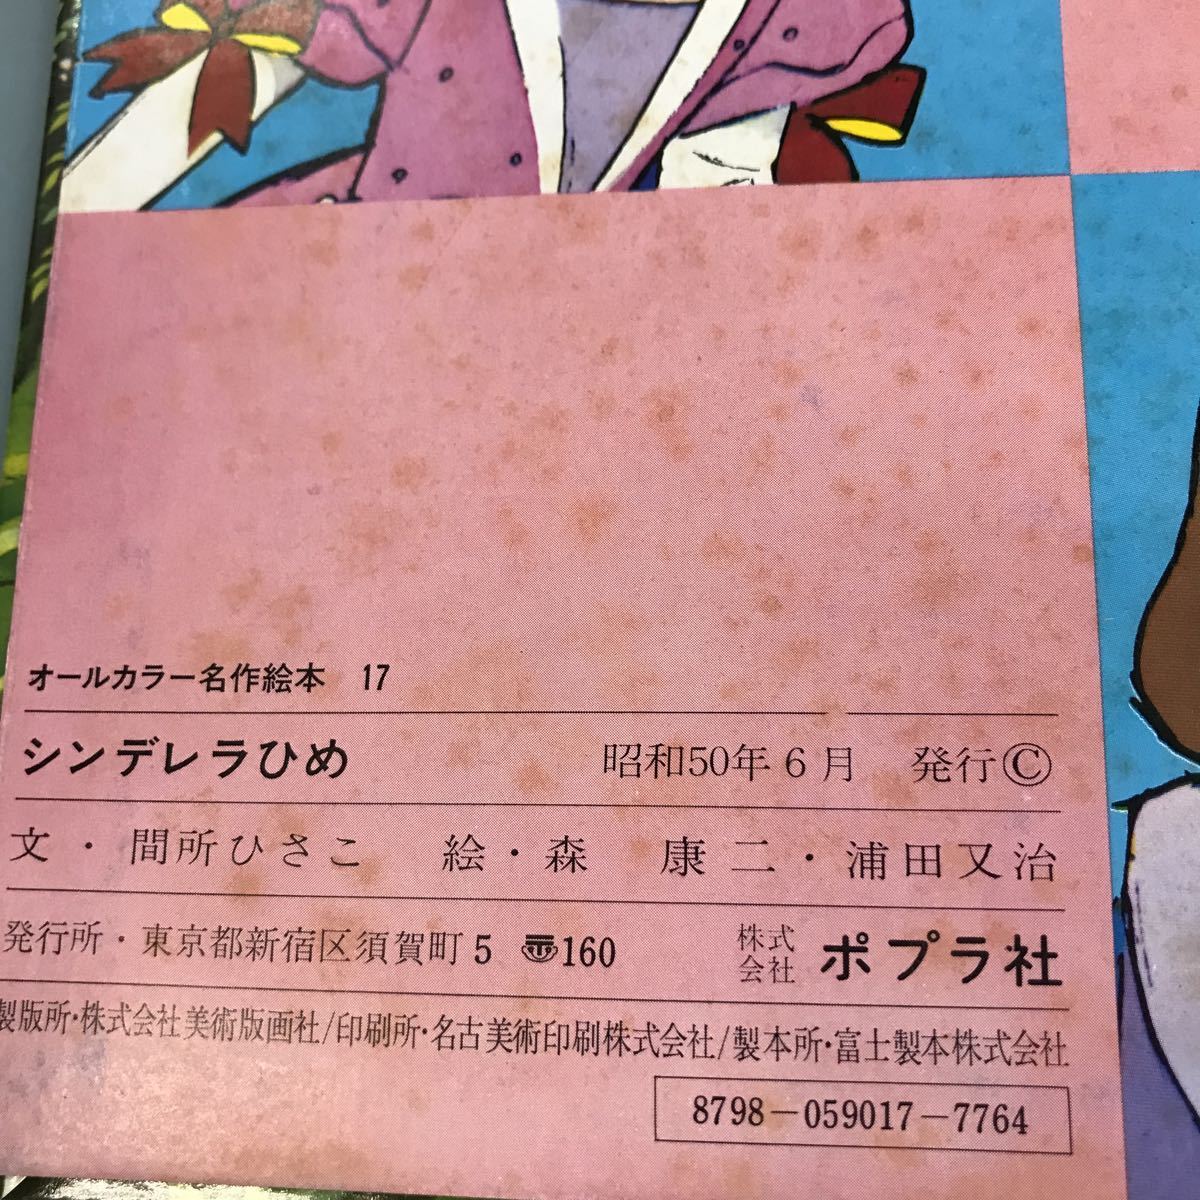 オールカラー名作絵本　17
シンデレラひめ　昭和50年6月　発行Ⓒ
文・間所ひさこ　絵・森　康二・浦田又治
発行所・東京都新宿区須賀町5 〠160　株式会社 ポプラ社
製版所・株式会社美術版画社/印刷所・名古美術印刷株式会社/製本所・富士製本株式会社
8798-059017-7764